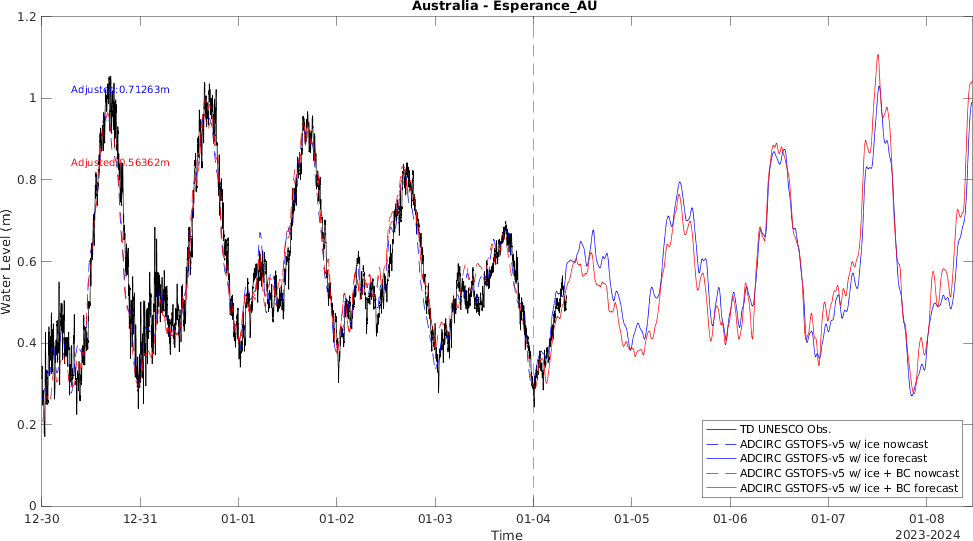 Australia - Esperance_AU
1.2
1
0.8
0.6
0.4
0.2
0
Water Level (m)
Adjusted:0.71263m
Adjusted:0.56362m
TD UNESCO Obs.
ADCIRC GSTOFS-v5 w/ ice nowcast
ADCIRC GSTOFS-v5 w/ ice forecast
ADCIRC GSTOFS-v5 w/ ice + BC nowcast
ADCIRC GSTOFS-v5 w/ ice + BC forecast
12-30 12-31 01-01 01-02 01-03 01-04 01-05 01-06 01-07 01-08
Time
2023-2024